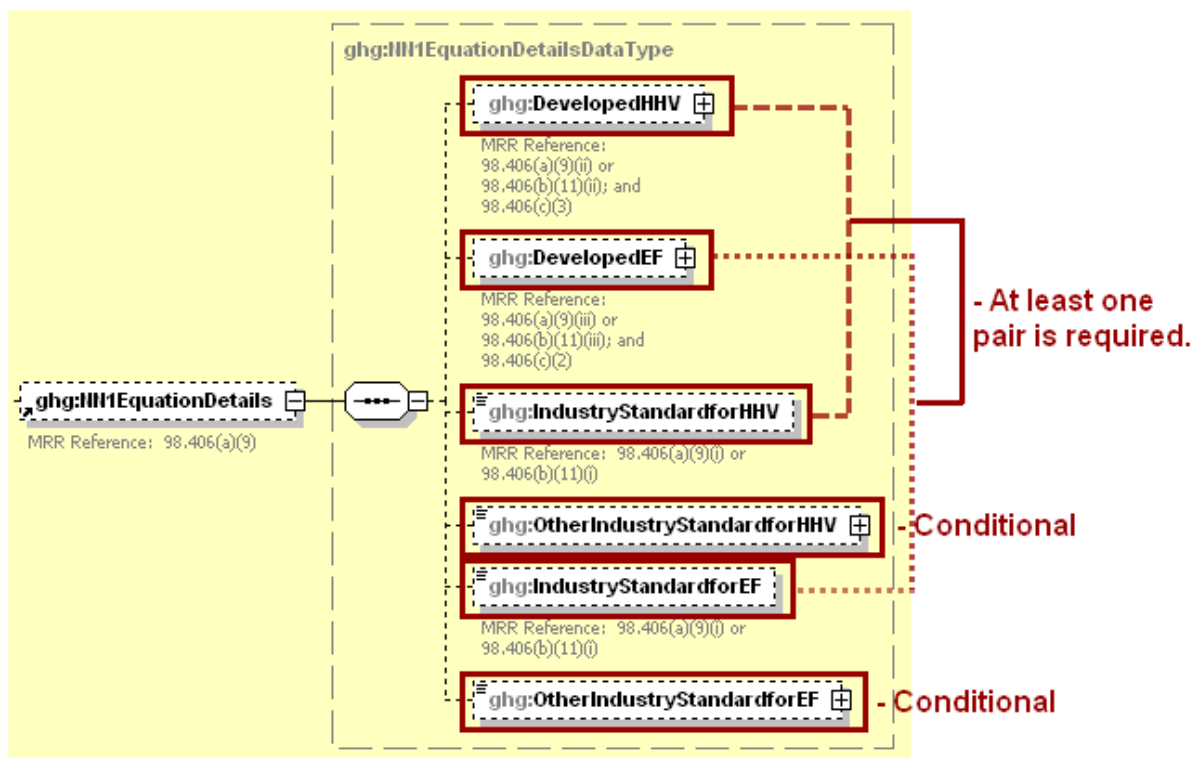 ghg:NN1EquationDetailsDataType
ghg:DevelopedHHV
MRR Reference:
98.406(a)(9)(ii) or
98.406(b)(11)(ii); and
98.406(c)(3)
ghg:DevelopedEF
MRR Reference:
98.406(a)(9)(iii) or
98.406(b)(11)(iii); and
98.406(c)(2)
- At least one
pair is required.
ghg:NN1EquationDetails
MRR Reference: 98.406(a)(9)
ghg:IndustryStandardforHHV
MRR Reference: 98.406(a)(9)(i) or
98.406(b)(11)(i)
ghg:OtherIndustryStandardforHHV
- Conditional
ghg:IndustryStandardforEF
MRR Reference: 98.406(a)(9)(i) or
98.406(b)(11)(i)
ghg:OtherIndustryStandardforEF
- Conditional